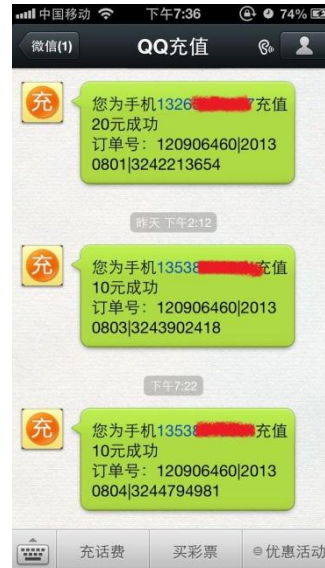 中国移动 下午7:36 74%
微信(1) QQ充值
充
您为手机1326 7充值
20元成功
订单号：120906460|2013
0801|3242213654
昨天 下午2:12
充
您为手机13538 充值
10元成功
订单号：120906460|2013
0803|3243902418
下午7:22
充
您为手机13538 充值
10元成功
订单号：120906460|2013
0804|3244794981
充话费 买彩票 优惠活动